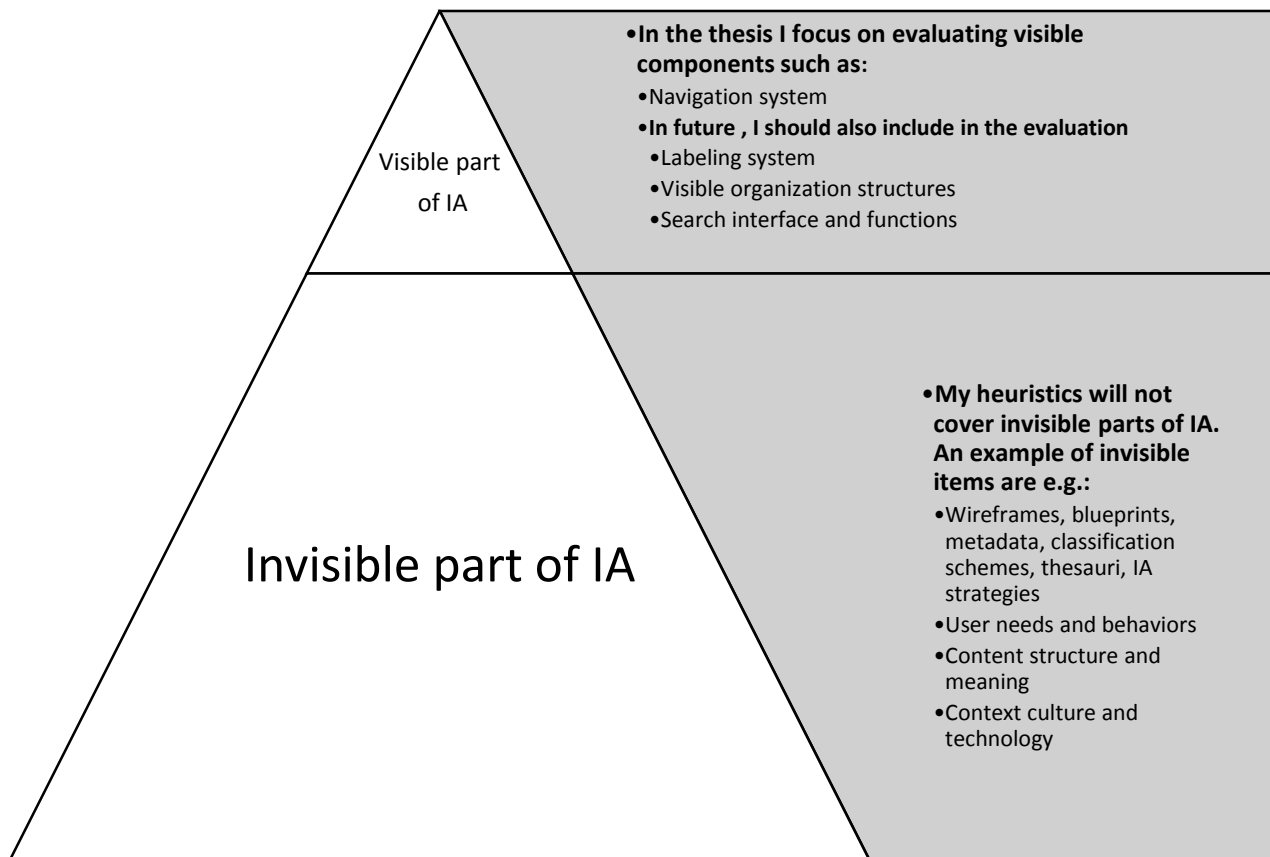 •In the thesis I focus on evaluating visible
components such as:
•Navigation system
•In future , I should also include in the evaluation
•Labeling system
•Visible organization structures
•Search interface and functions
Visible part
of IA
•My heuristics will not
cover invisible parts of IA.
An example of invisible
items are e.g.:
•Wireframes, blueprints,
metadata, classification
schemes, thesauri, IA
strategies
•User needs and behaviors
•Content structure and
meaning
•Context culture and
technology
Invisible part of IA